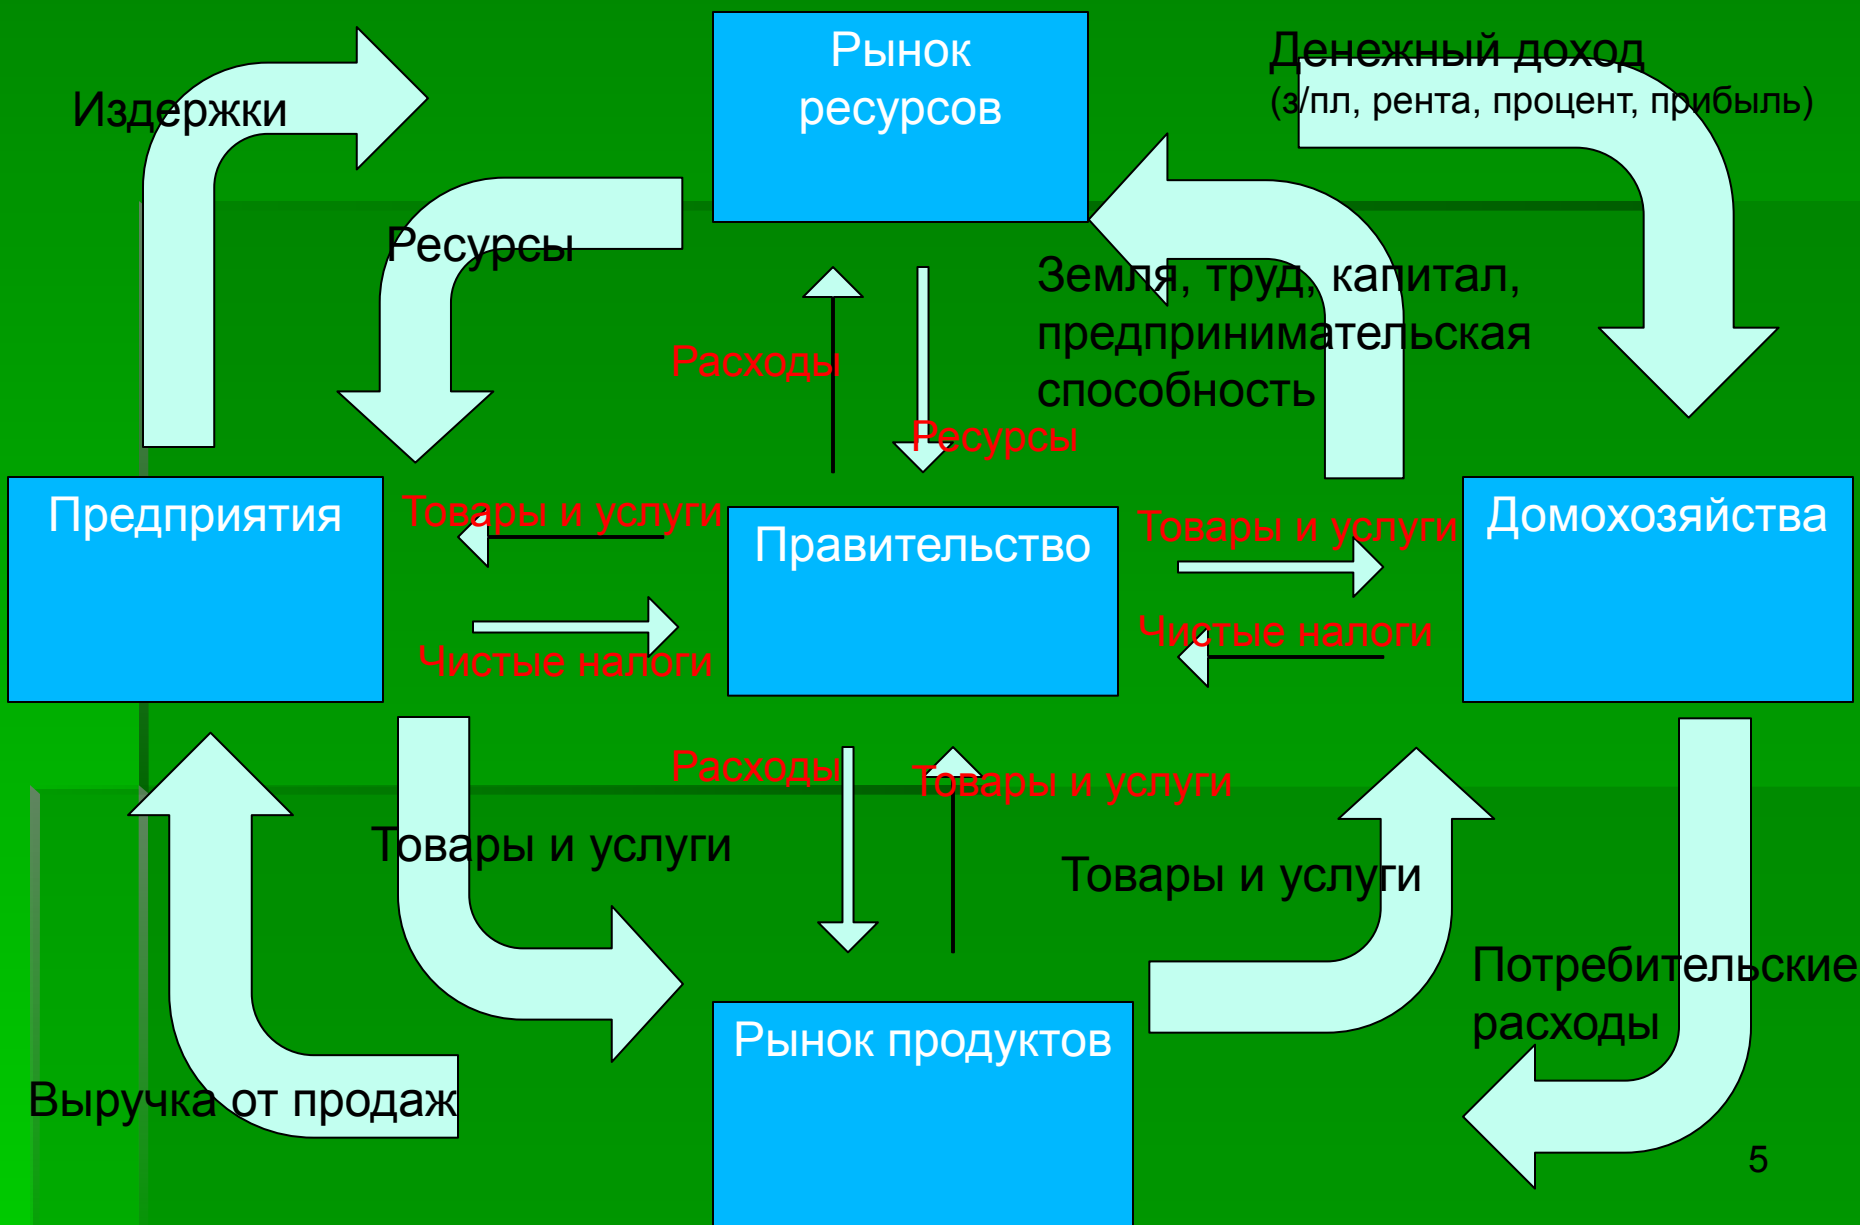 Рынок
ресурсов
Денежный доход
(з/пл, рента, процент, прибыль)
Издержки
Ресурсы
Земля, труд, капитал,
предпринимательская
способность
Расходы
Ресурсы
Предприятия
Товары и услуги
Правительство
Товары и услуги
Домохозяйства
Чистые налоги
Чистые налоги
Расходы
Товары и услуги
Товары и услуги
Товары и услуги
Потребительские
расходы
Рынок продуктов
Выручка от продаж
5